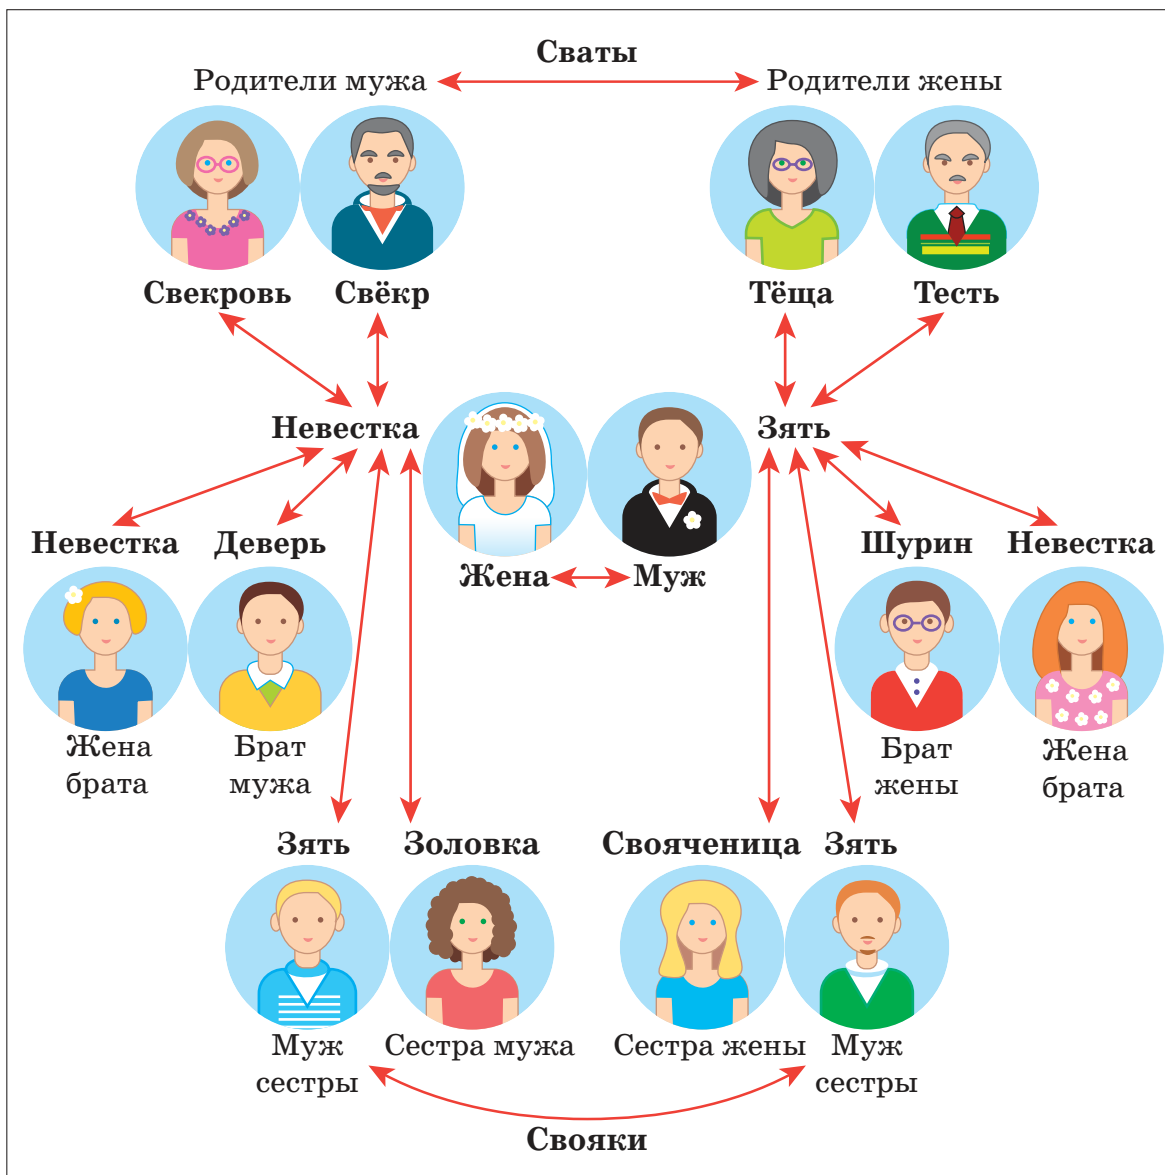 Сваты
Родители мужа Родители жены
Свекровь Свёкр Тёща Тесть
Невестка Зять
Невестка Деверь Шурин Невестка
Жена Муж
Жена брата
Брат мужа
Брат жены
Жена брата
Зять Золовка Свояченица Зять
Муж сестры
Сестра мужа
Сестра жены
Муж сестры
Свояки